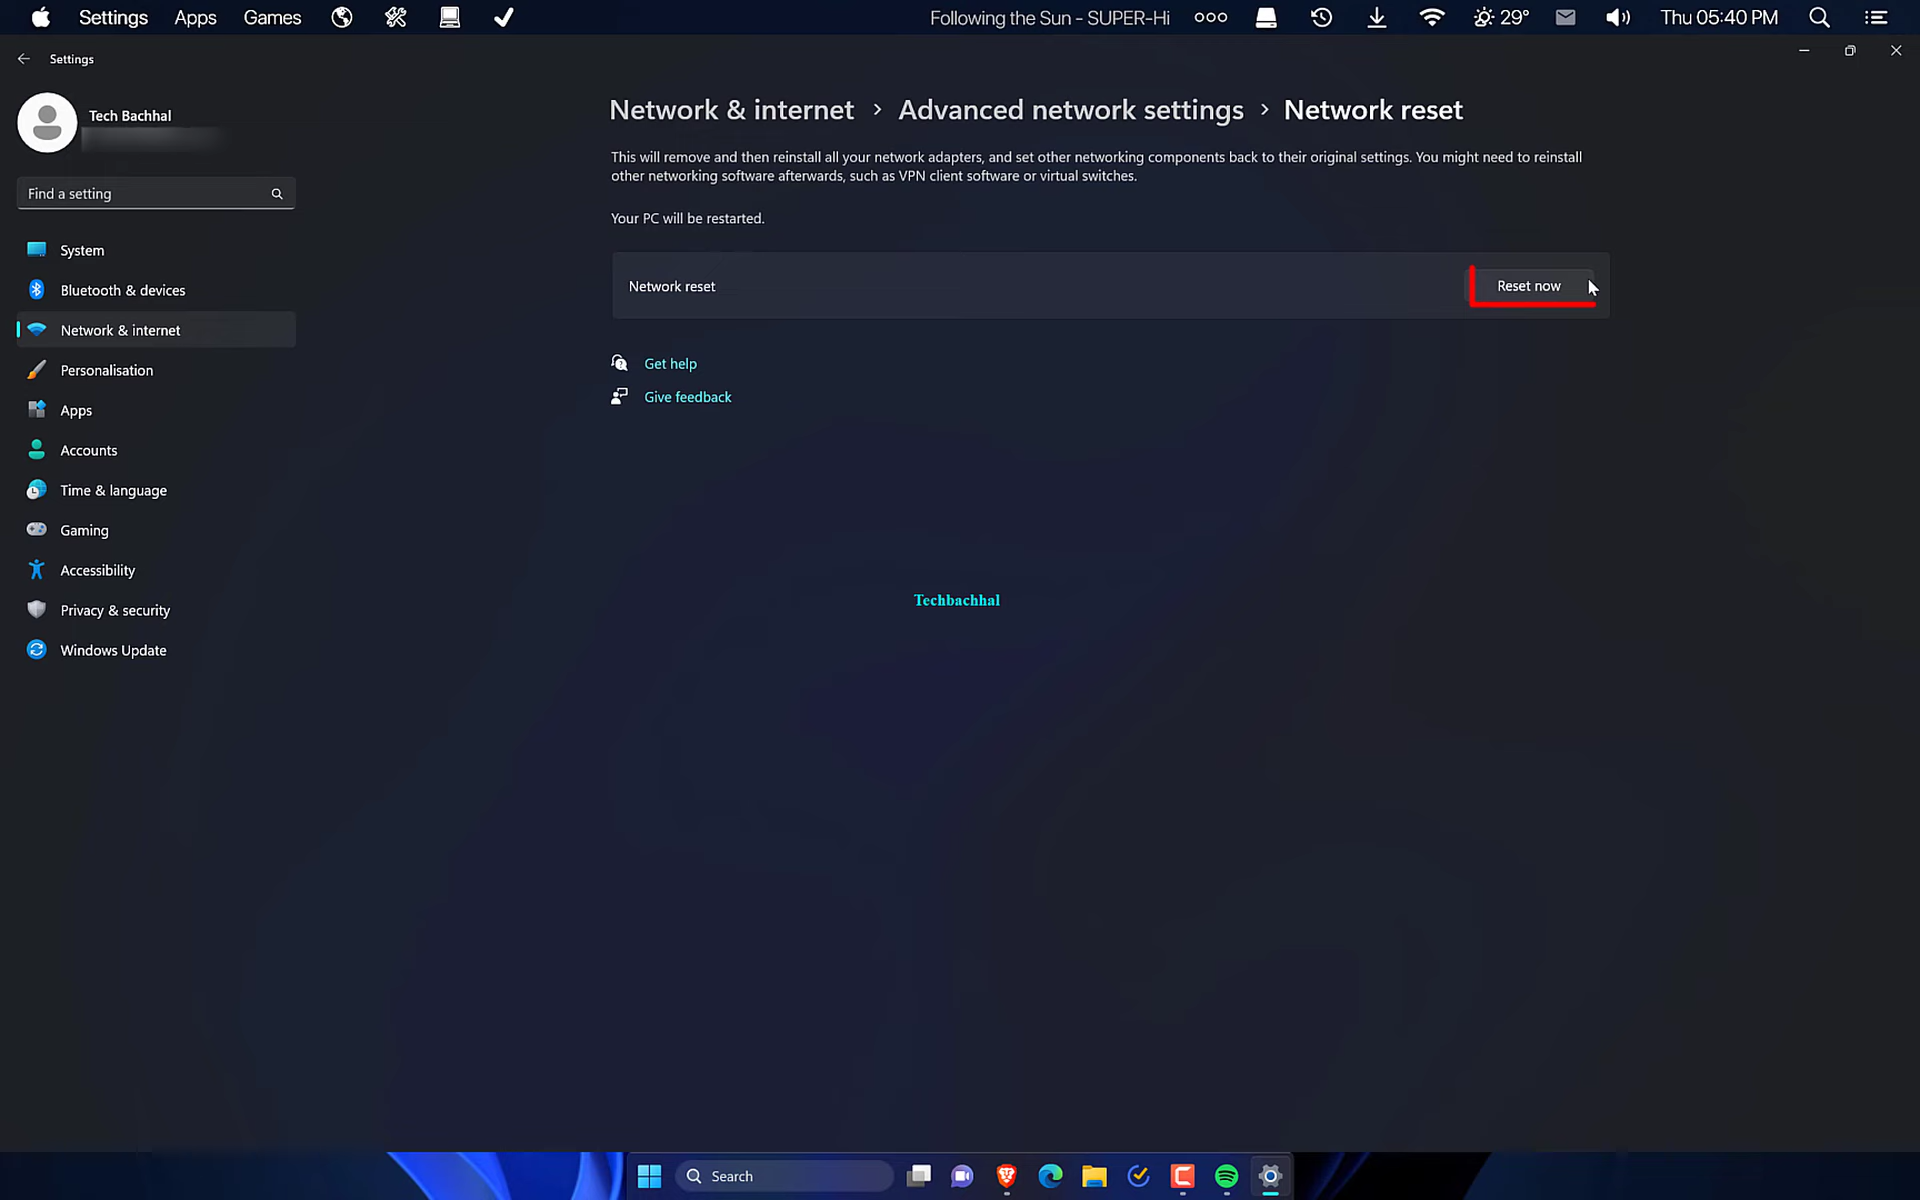 Settings Apps Games Following the Sun - SUPER-Hi 29° Thu 05:40 PM
Settings
Tech Bachhal
Find a setting
System
Bluetooth & devices
Network & internet
Personalisation
Apps
Accounts
Time & language
Gaming
Accessibility
Privacy & security
Windows Update
Network & internet > Advanced network settings > Network reset
This will remove and then reinstall all your network adapters, and set other networking components back to their original settings. You might need to reinstall
other networking software afterwards, such as VPN client software or virtual switches.
Your PC will be restarted.
Network reset Reset now
Get help
Give feedback
Techbachhal
Search